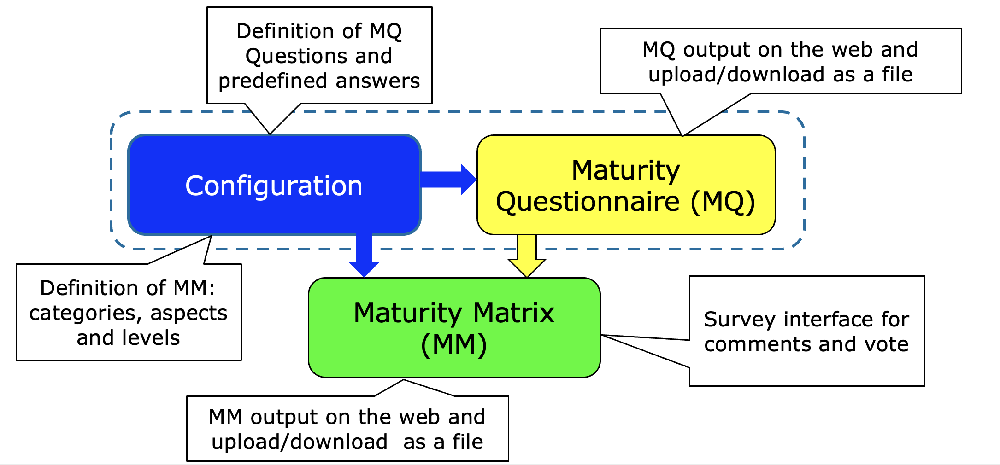 Definition of MQ
Questions and
predefined answers
MQ output on the web and
upload/download as a file
Configuration
Maturity
Questionnaire (MQ)
Definition of MM:
categories, aspects
and levels
Maturity Matrix
(MM)
Survey interface for
comments and vote
MM output on the web and
upload/download  as a file